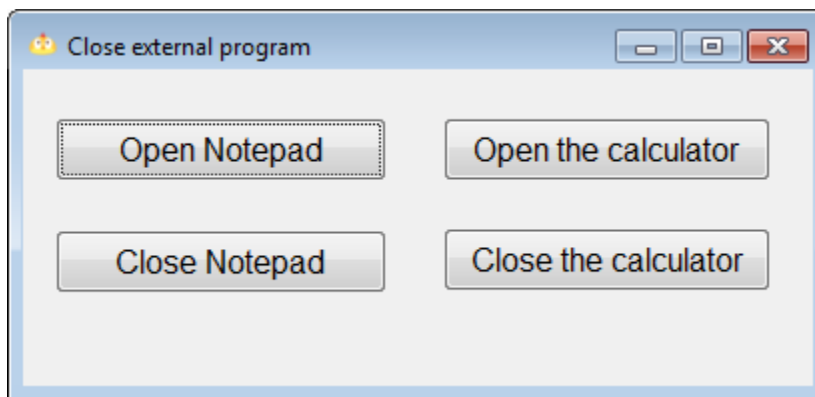 Close external program
Open Notepad
Open the calculator
Close Notepad
Close the calculator